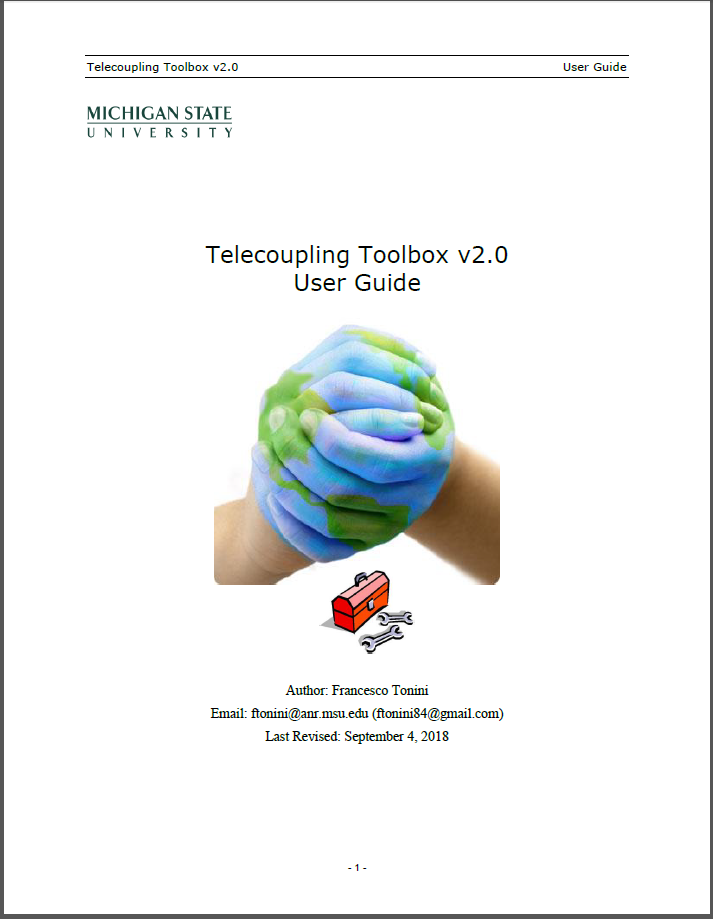 Telecoupling Toolbox v2.0 User Guide
MICHIGAN STATE
UNIVERSITY
Telecoupling Toolbox v2.0
User Guide
Author: Francesco Tonini
Email: ftonini@anr.msu.edu (ftonini84@gmail.com)
Last Revised: September 4, 2018
- 1 -